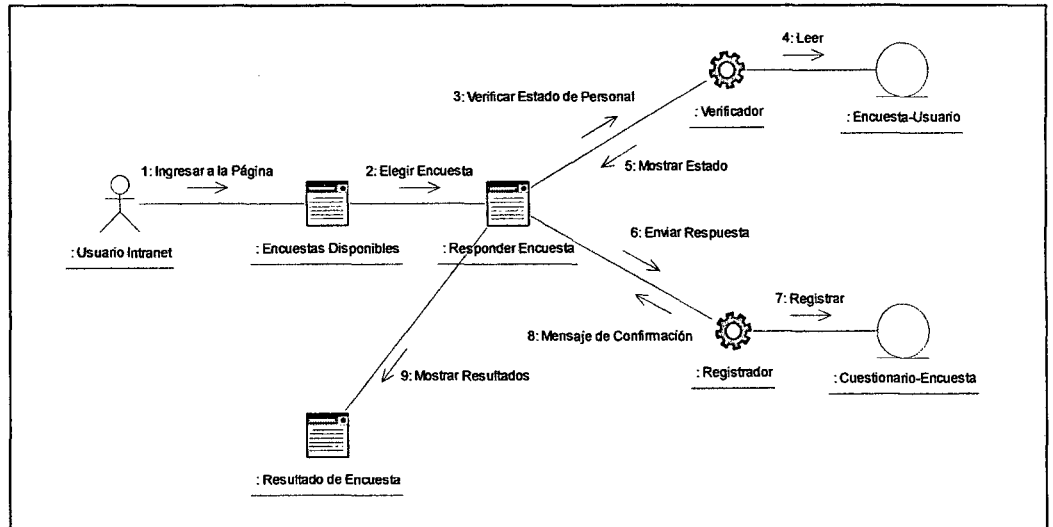 4: Leer
3: Verificar Estado de Personal
: Verificador
: Encuesta-Usuario
1: Ingresar a la Página
2: Elegir Encuesta
5: Mostrar Estado
6: Enviar Respuesta
: Usuario Intranet
: Encuestas Disponibles
: Responder Encuesta
7: Registrar
8: Mensaje de Confirmación
9: Mostrar Resultados
: Registrador
: Cuestionario-Encuesta
: Resultado de Encuesta